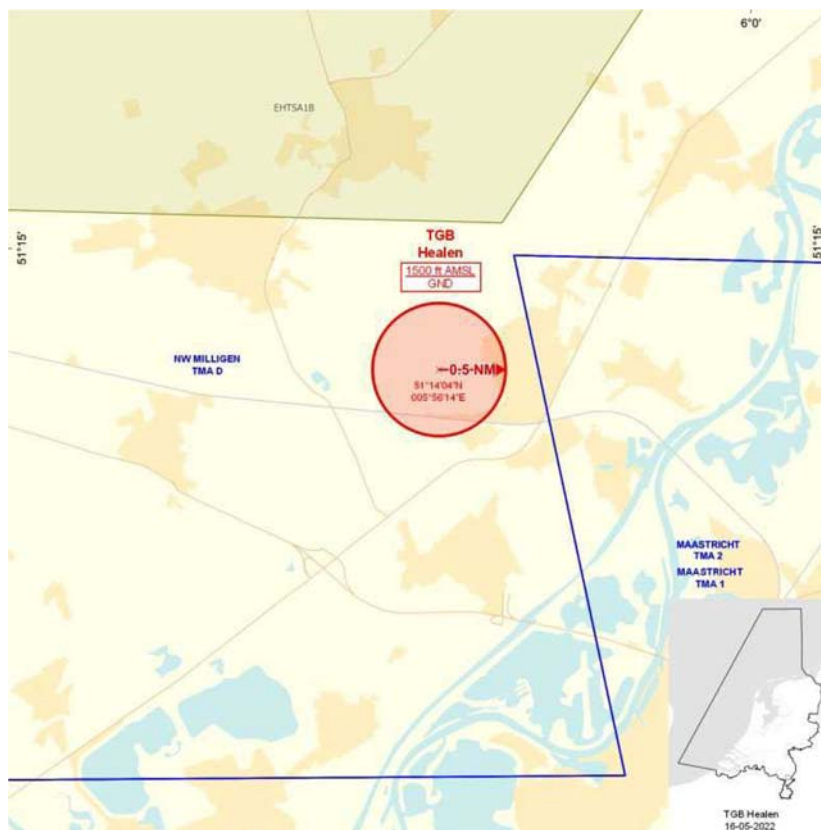 6°0'
EHTSA1B
51°15'
51°15'
TGB
Healen
1500 ft AMSL
GND
NW MILLIGEN
TMA D
0.5 NM
51°14'04"N
005°56'14"E
MAASTRICHT
TMA 2
MAASTRICHT
TMA 1
TGB Healen
16-05-2022